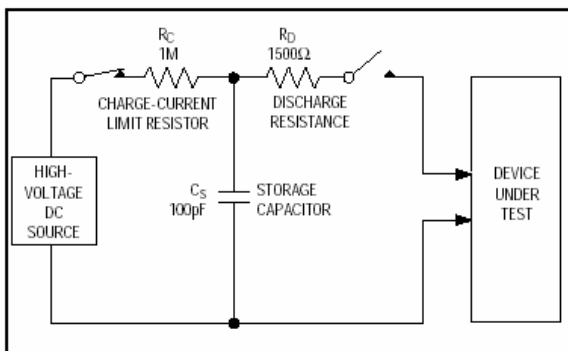 R_C
1M
CHARGE-CURRENT
LIMIT RESISTOR
R_D
1500Ω
DISCHARGE
RESISTANCE
HIGH-
VOLTAGE
DC
SOURCE
C_S
100pF
STORAGE
CAPACITOR
DEVICE
UNDER
TEST